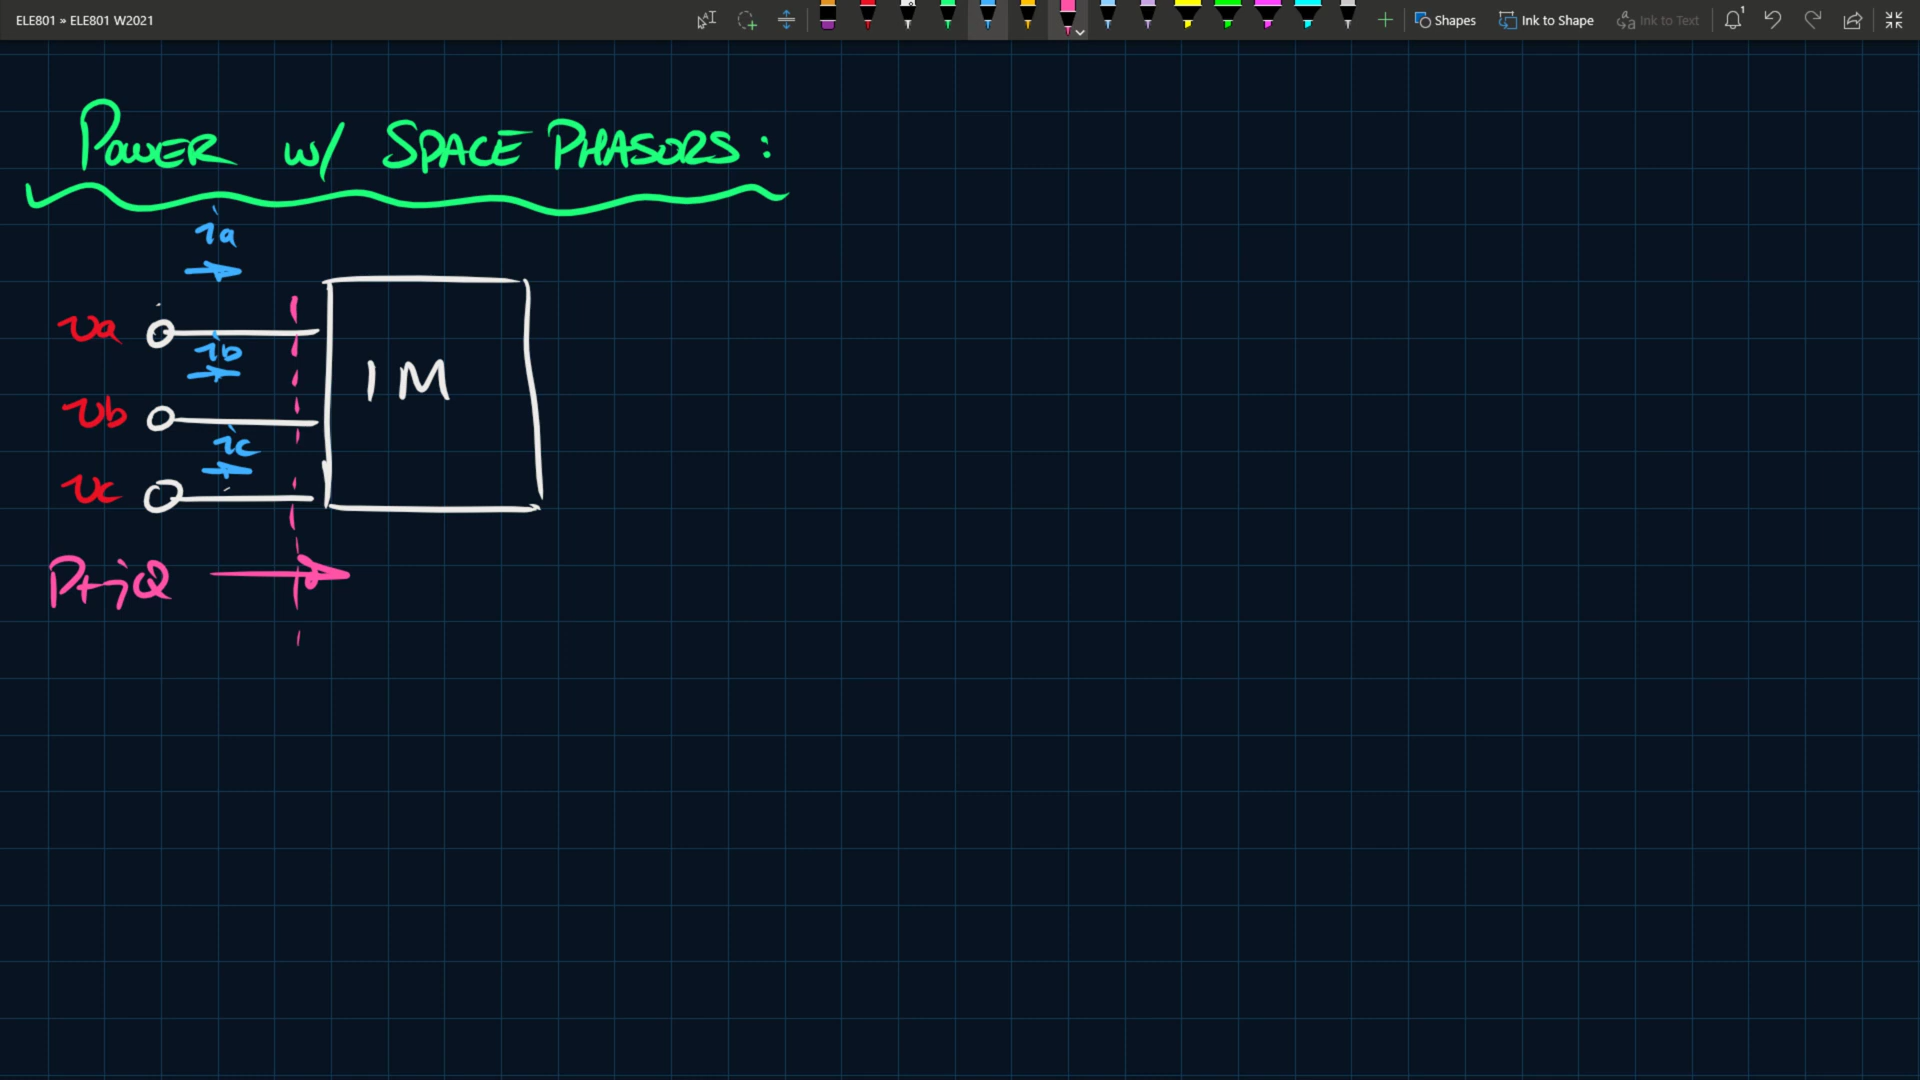 ELE801 » ELE801 W2021
Shapes
Ink to Shape
Ink to Text
1
POWER W/ SPACE PHASORS:
ia
va
ib
IM
vb
ic
vc
P+jQ